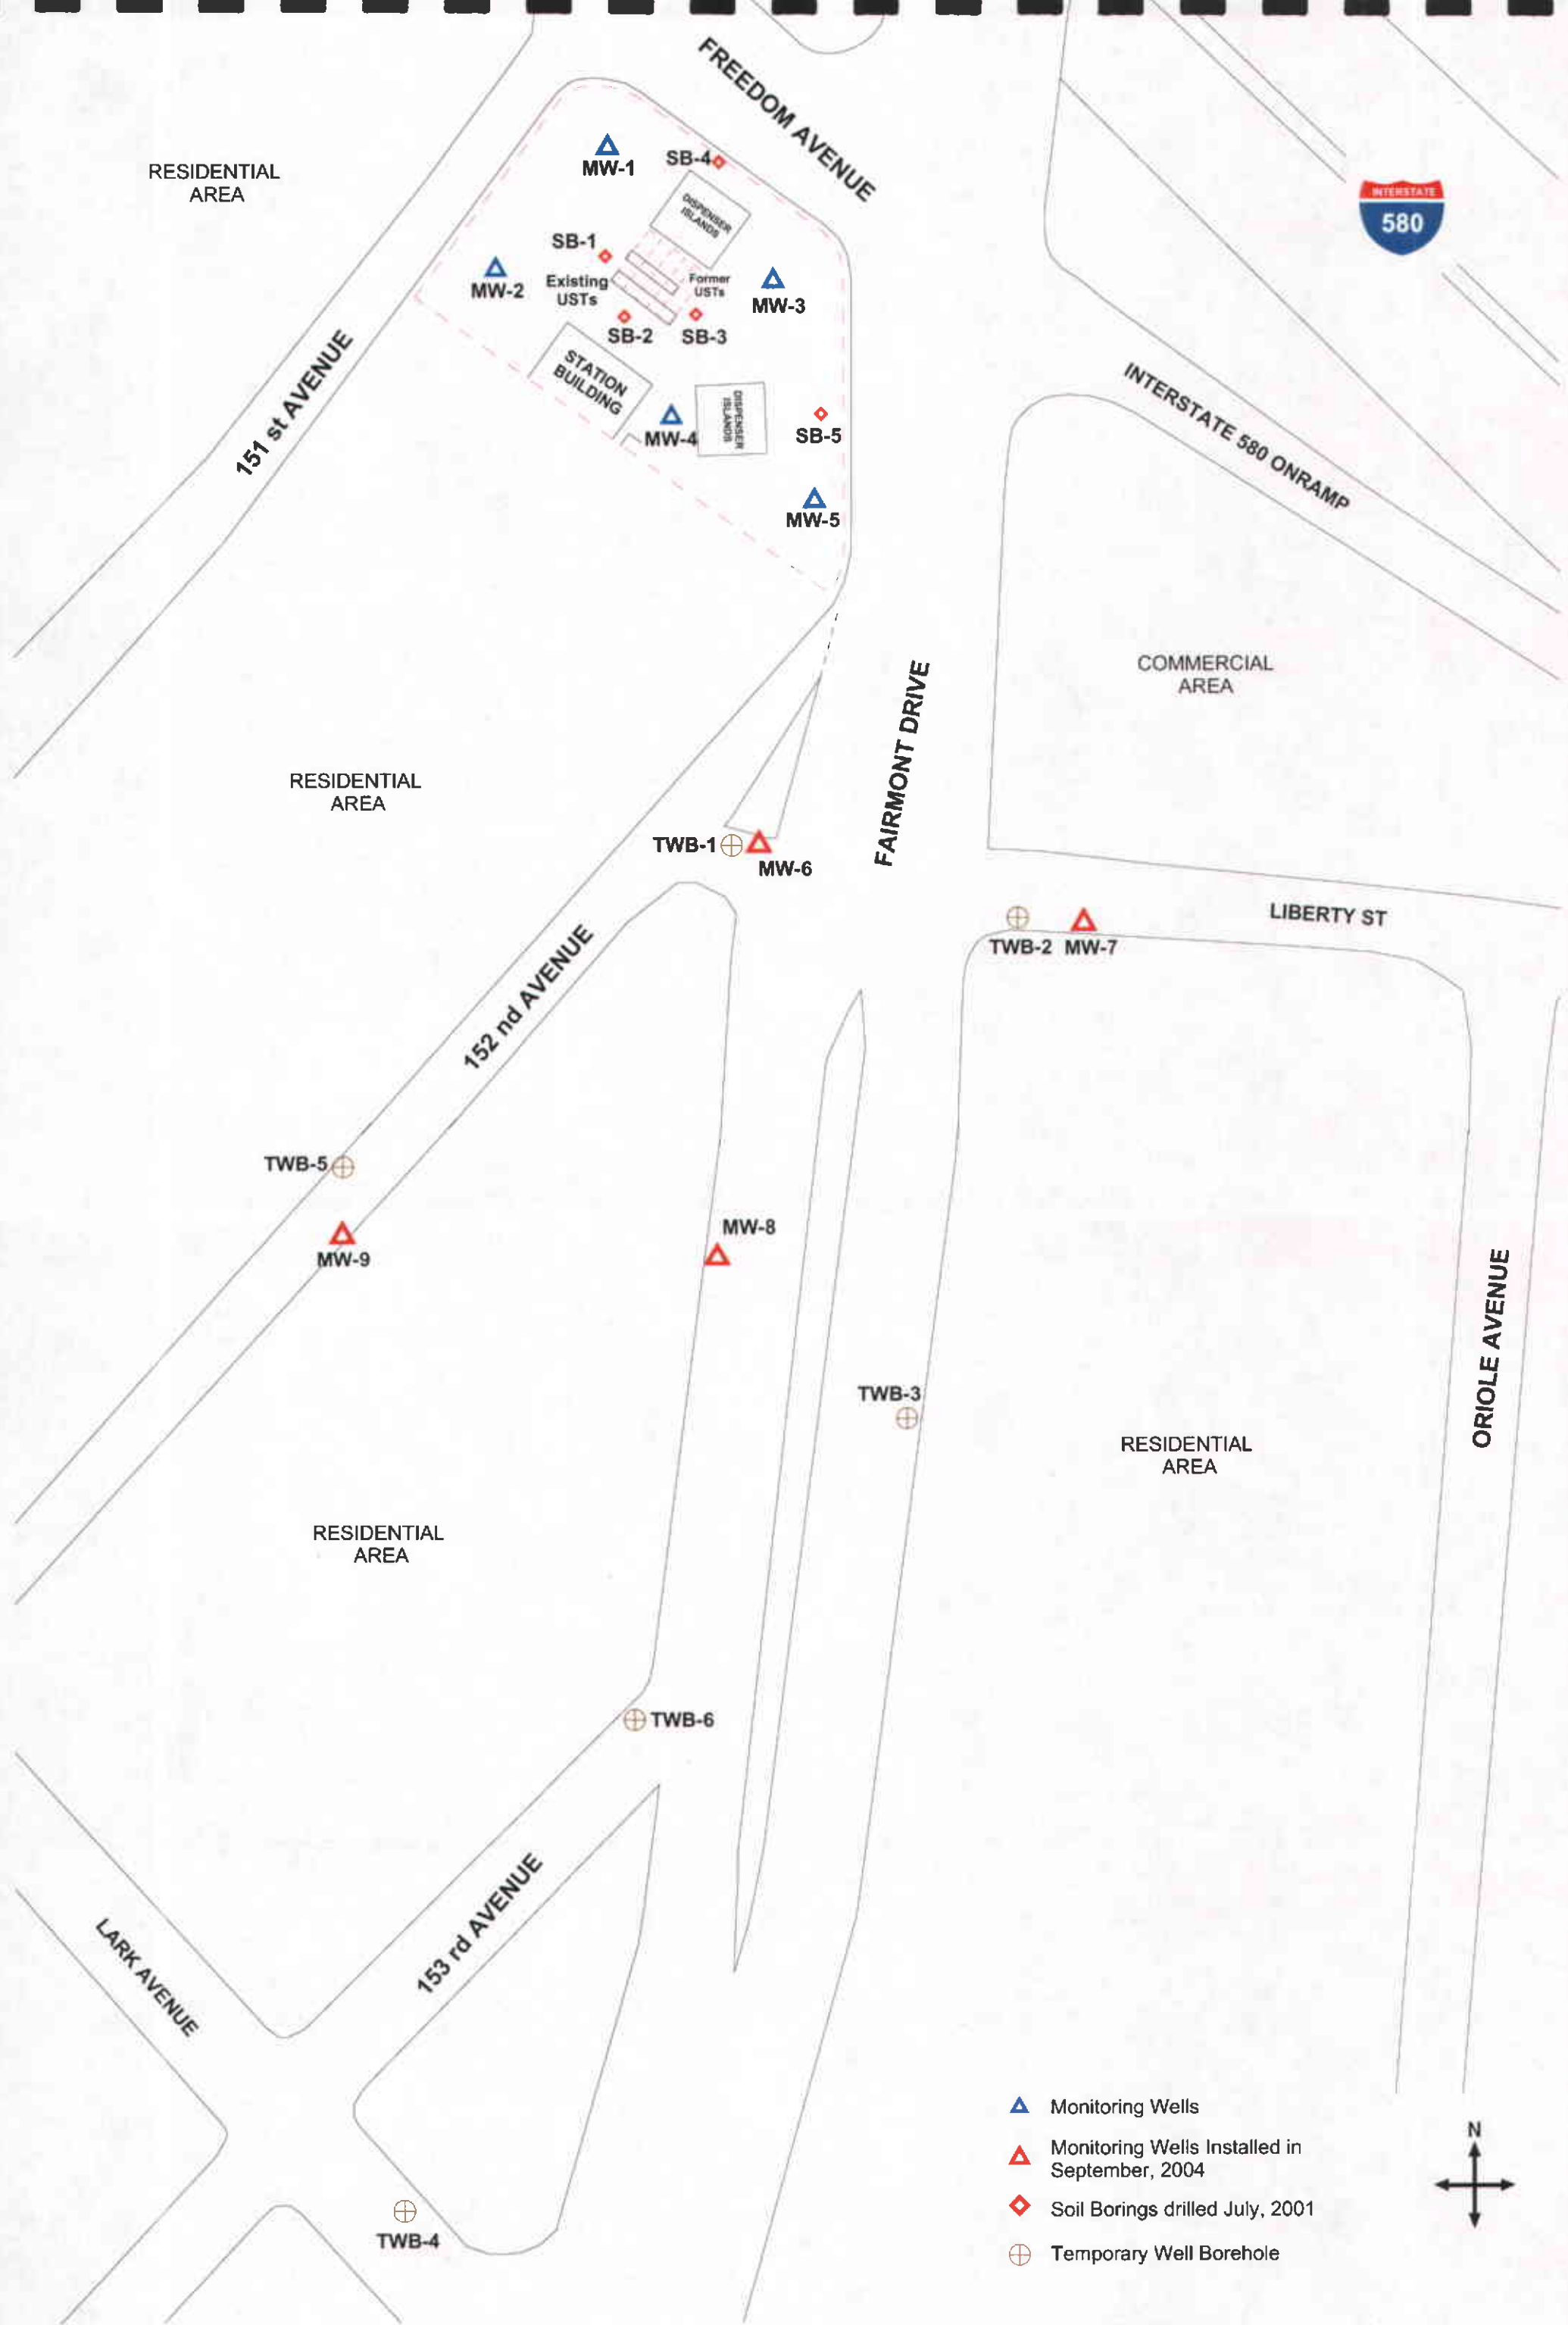 FREEDOM AVENUE
RESIDENTIAL
AREA
MW-1
SB-4
DISPENSER
ISLANDS
INTERSTATE
580
SB-1
MW-2
Existing
USTs
Former
USTs
MW-3
SB-2
SB-3
STATION
BUILDING
151 st AVENUE
MW-4
DISPENSER
ISLANDS
SB-5
MW-5
INTERSTATE 580 ONRAMP
COMMERCIAL
AREA
FAIRMONT DRIVE
RESIDENTIAL
AREA
TWB-1
MW-6
LIBERTY ST
TWB-2
MW-7
152 nd AVENUE
TWB-5
MW-9
MW-8
ORIOLE AVENUE
TWB-3
RESIDENTIAL
AREA
RESIDENTIAL
AREA
TWB-6
153 rd AVENUE
LARK AVENUE
TWB-4
Monitoring Wells
Monitoring Wells Installed in
September, 2004
Soil Borings drilled July, 2001
Temporary Well Borehole
N